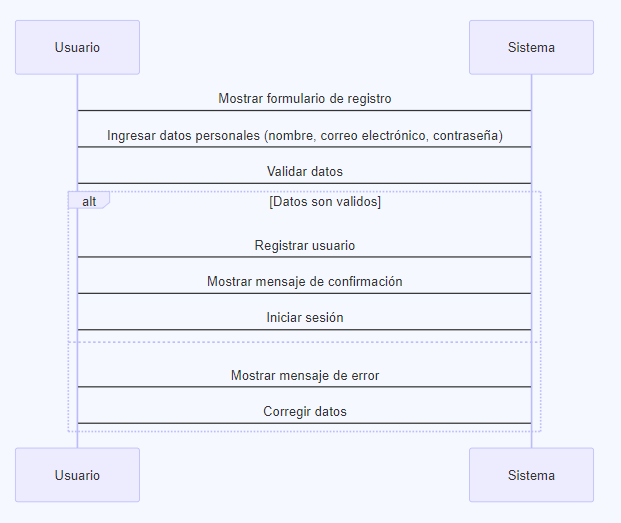 Usuario
Sistema
Mostrar formulario de registro
Ingresar datos personales (nombre, correo electrónico, contraseña)
Validar datos
alt
[Datos son validos]
Registrar usuario
Mostrar mensaje de confirmación
Iniciar sesión
Mostrar mensaje de error
Corregir datos
Usuario
Sistema